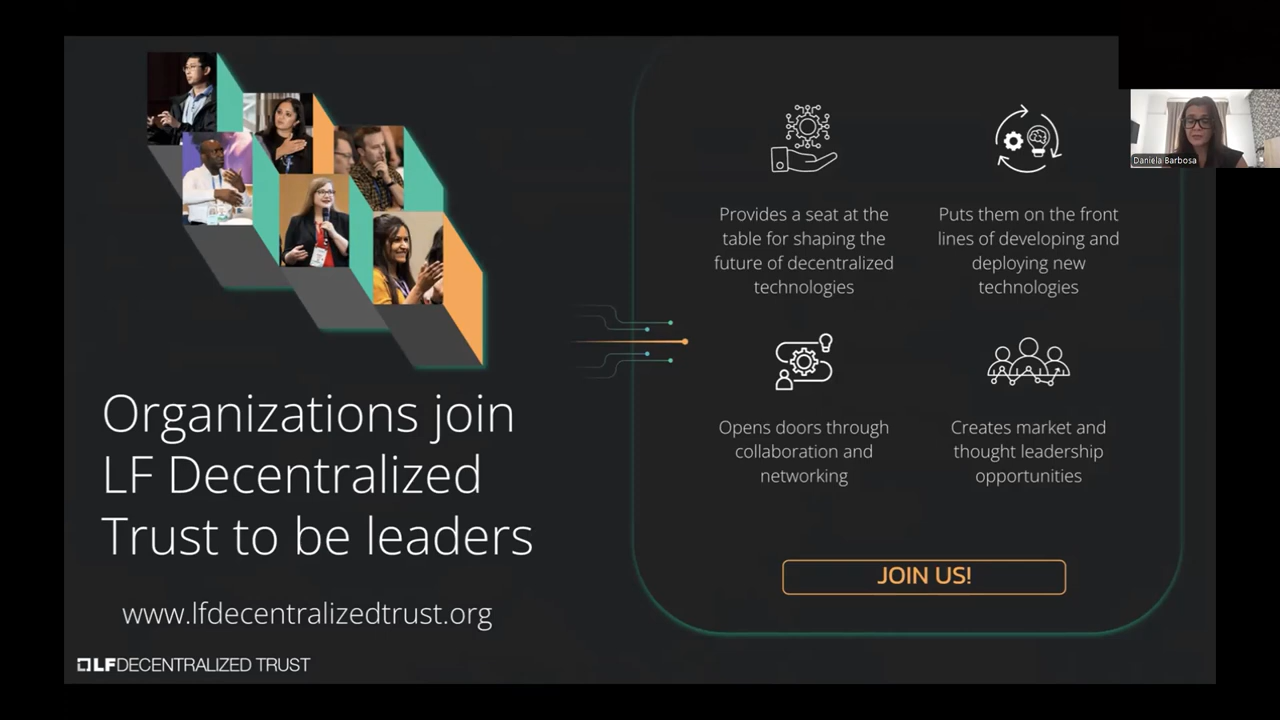 Organizations join
LF Decentralized
Trust to be leaders
www.lfdecentralizedtrust.org
LFDECENTRALIZED TRUST
Provides a seat at the
table for shaping the
future of decentralized
technologies
Puts them on the front
lines of developing and
deploying new
technologies
Opens doors through
collaboration and
networking
Creates market and
thought leadership
opportunities
JOIN US!
Daniela Barbosa